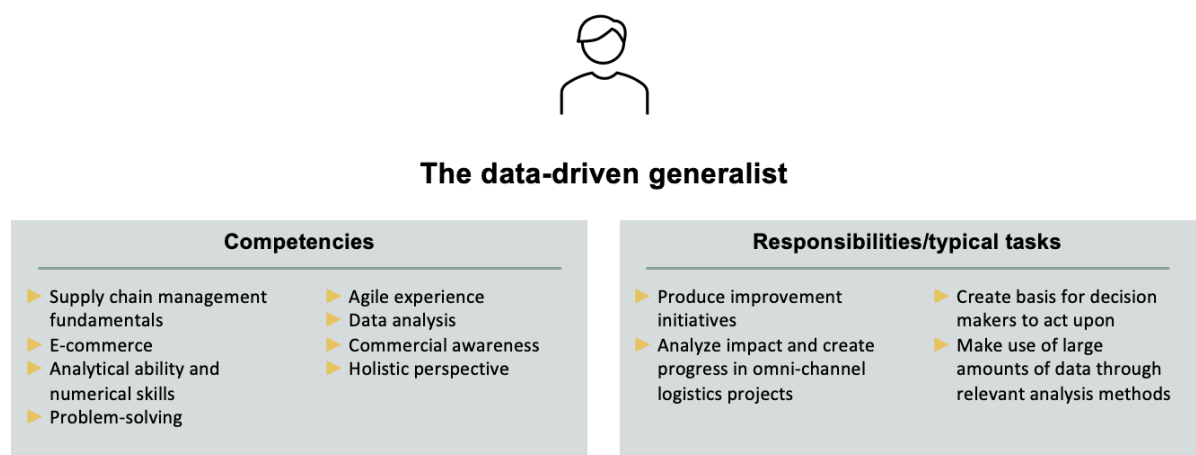 The data-driven generalist
Competencies
Supply chain management
fundamentals
E-commerce
Analytical ability and
numerical skills
Problem-solving
Agile experience
Data analysis
Commercial awareness
Holistic perspective
Responsibilities/typical tasks
Produce improvement
initiatives
Analyze impact and create
progress in omni-channel
logistics projects
Create basis for decision
makers to act upon
Make use of large
amounts of data through
relevant analysis methods